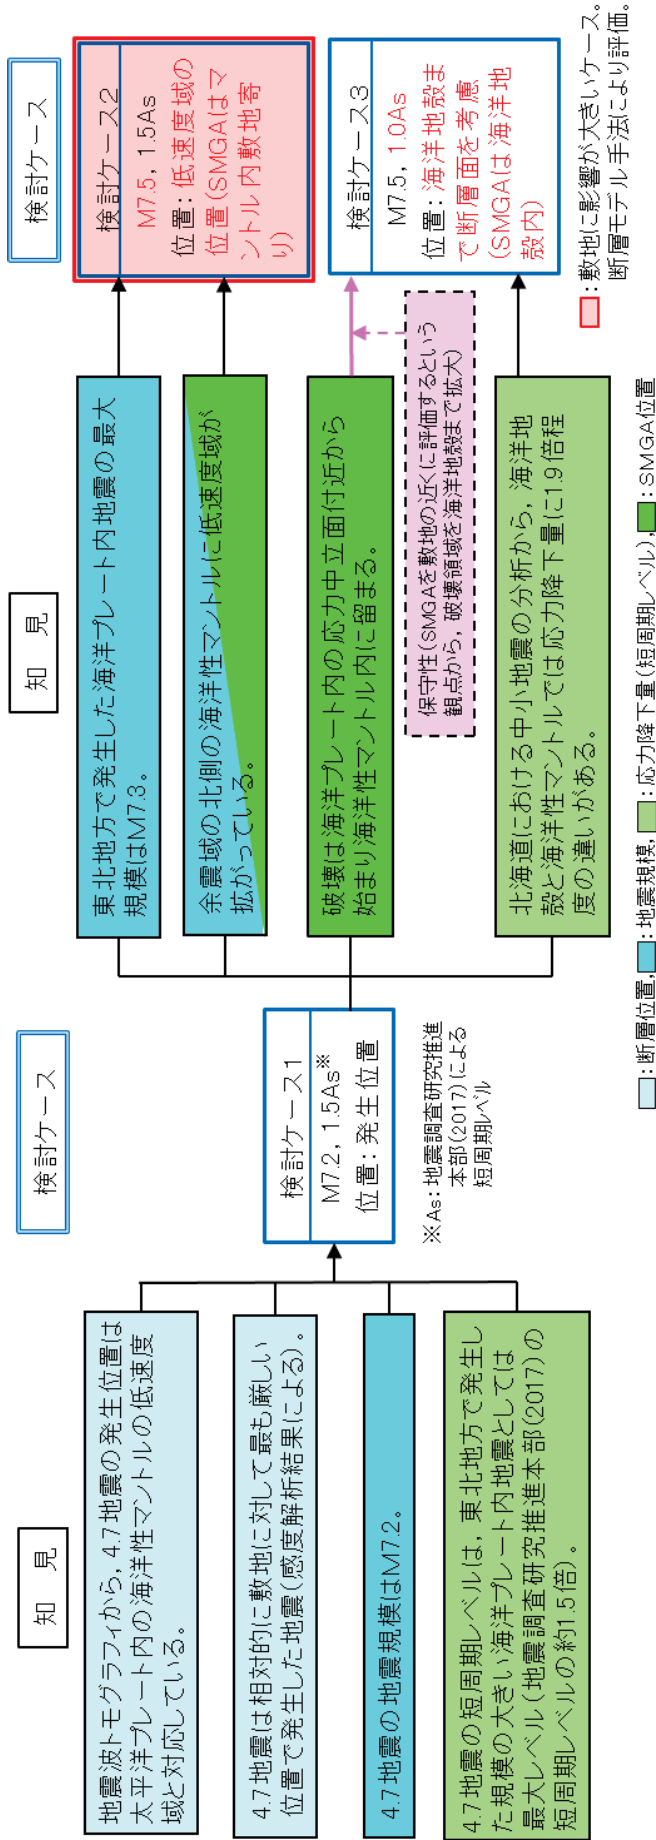 知　見
地震波トモグラフィから，4.7地震の発生位置は
太平洋プレート内の海洋性マントルの低速度
域と対応している。
4.7地震は相対的に敷地に対して最も厳しい
位置で発生した地震(感度解析結果による)。
4.7地震の地震規模はM7.2。
4.7地震の短周期レベルは，東北地方で発生し
た規模の大きい海洋プレート内地震としては
最大レベル(地震調査研究推進本部(2017)の
短周期レベルの約1.5倍)。
検討ケース
検討ケース1
M7.2，1.5As※
位置：発生位置
※As：地震調査研究推進
本部(2017)による
短周期レベル
知　見
東北地方で発生した海洋プレート内地震の最大
規模はM7.3。
余震域の北側の海洋性マントルに低速度域が
拡がっている。
破壊は海洋プレート内の応力中立面付近から
始まり海洋性マントル内に留まる。
保守性(SMGAを敷地の近くに評価するという
観点から，破壊領域を海洋地殻まで拡大)
北海道における中小地震の分析から，海洋地
殻と海洋性マントルでは応力降下量に1.9倍程
度の違いがある。
検討ケース
検討ケース2
M7.5，1.5As
位置：低速度域の
位置(SMGAはマ
ントル内敷地寄
り)
検討ケース3
M7.5，1.0As
位置：海洋地殻ま
で断層面を考慮
(SMGAは海洋地
殻内)
：敷地に影響が大きいケース。
断層モデル手法により評価。
：断層位置，：地震規模，：応力降下量(短周期レベル)，：SMGA位置